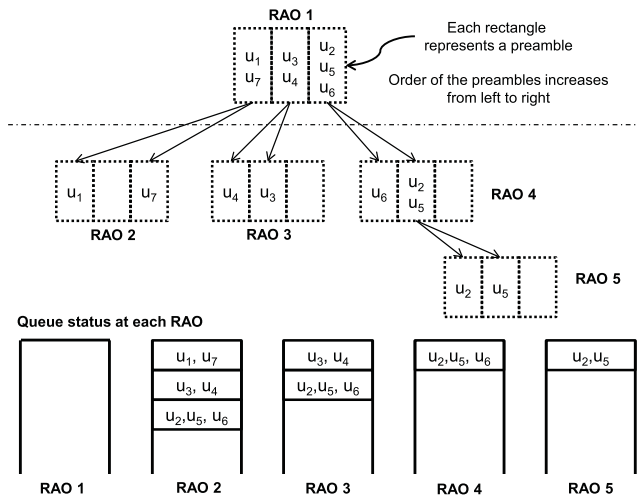 RAO 1
Each rectangle
represents a preamble
Order of the preambles increases
from left to right
u1
u7
u3
u4
u2
u5
u6
u1
u7
RAO 2
u4
u3
RAO 3
u6
u2
u5
RAO 4
u2
u5
RAO 5
Queue status at each RAO
u1, u7
u3, u4
u2,u5, u6
u3, u4
u2,u5, u6
u2,u5, u6
u2,u5
RAO 1
RAO 2
RAO 3
RAO 4
RAO 5